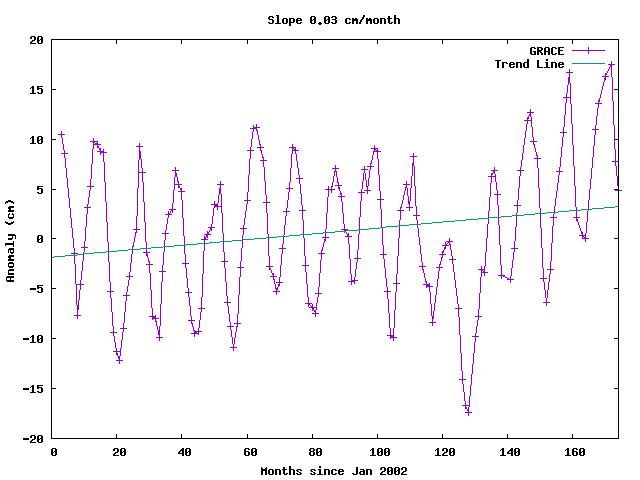 Slope 0.03 cm/month
GRACE
Trend Line
20
15
10
5
0
-5
-10
-15
-20
Anomaly (cm)
0 20 40 60 80 100 120 140 160
Months since Jan 2002